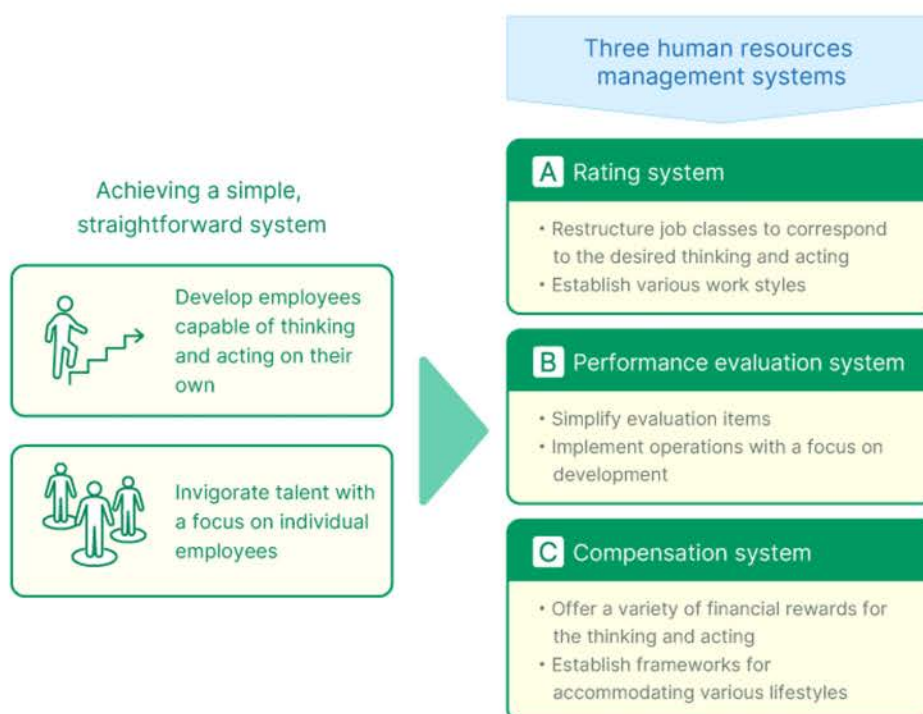 Achieving a simple,
straightforward system
Develop employees
capable of thinking
and acting on their
own
Invigorate talent with
a focus on individual
employees
Three human resources
management systems
A Rating system
• Restructure job classes to correspond
to the desired thinking and acting
• Establish various work styles
B Performance evaluation system
• Simplify evaluation items
• Implement operations with a focus on
development
C Compensation system
• Offer a variety of financial rewards for
the thinking and acting
• Establish frameworks for
accommodating various lifestyles